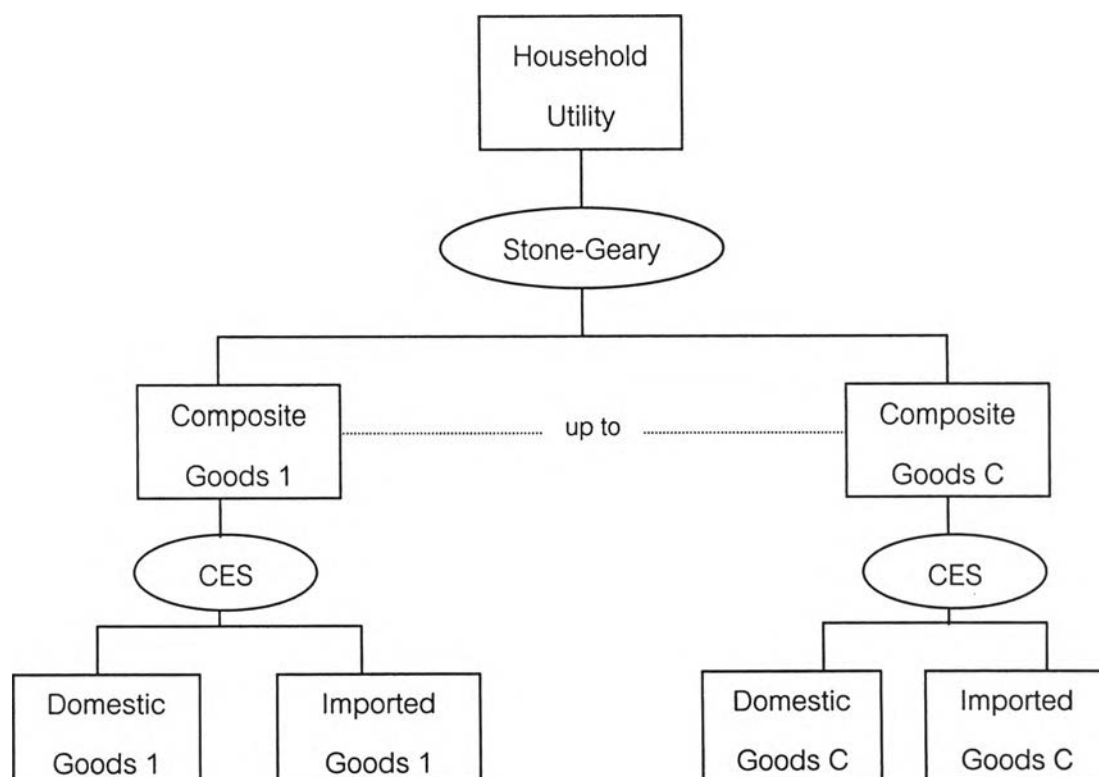 Household
Utility
Stone-Geary
Composite
Goods 1
up to
Composite
Goods C
CES
CES
Domestic
Goods 1
Imported
Goods 1
Domestic
Goods C
Imported
Goods C